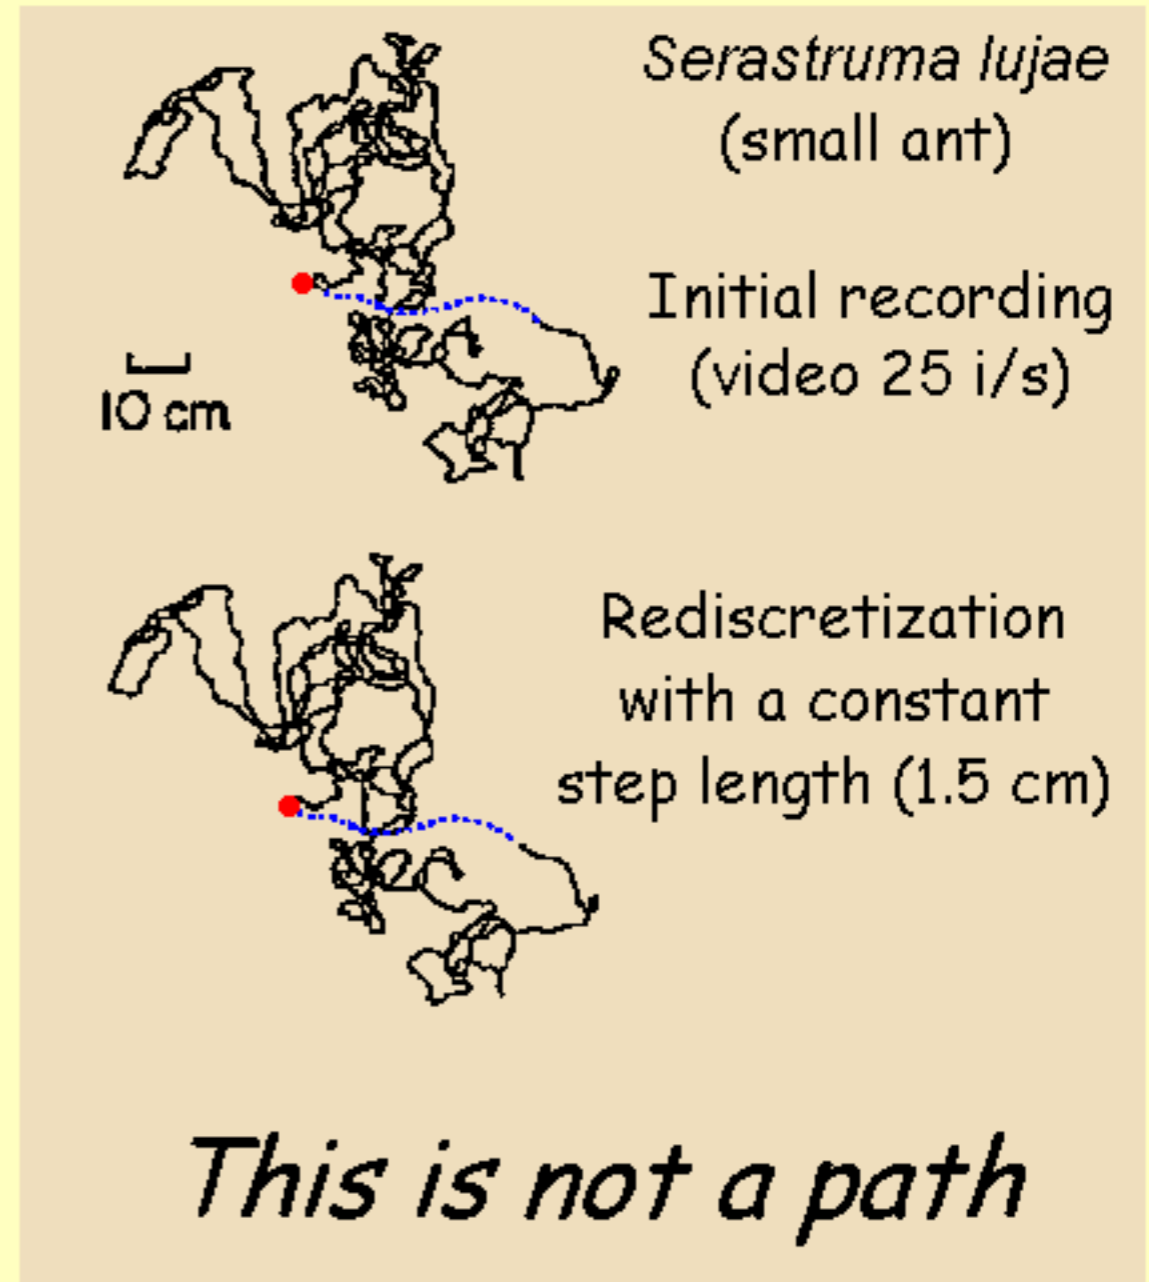 Serastruma lujae
(small ant)
Initial recording
(video 25 i/s)
10 cm
Rediscretization
with a constant
step length (1.5 cm)
This is not a path